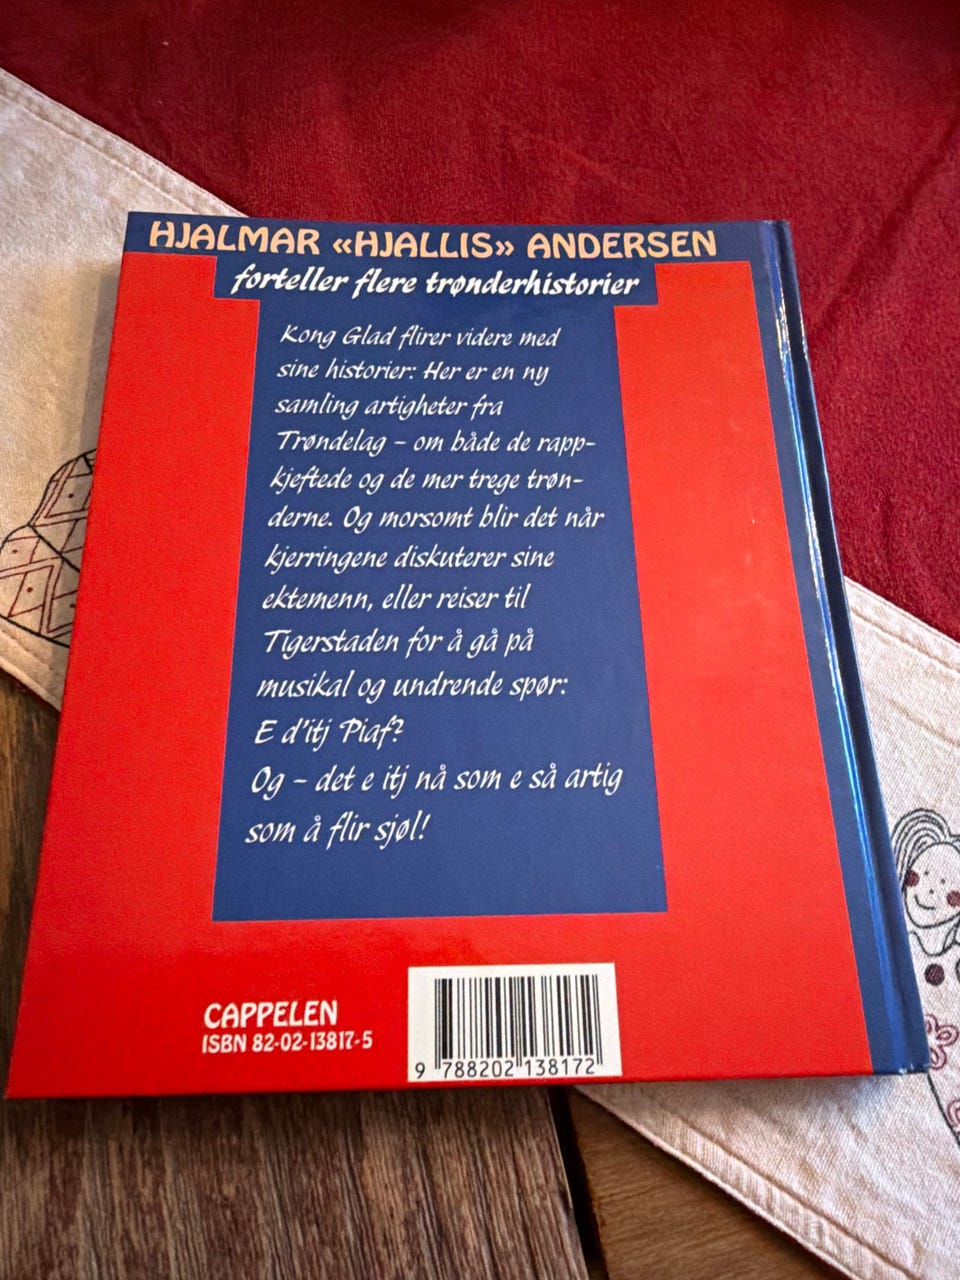 HJALMAR «HJALLIS» ANDERSEN
forteller flere trønderhistorier
Kong Glad flirer videre med
sine historier: Her er en ny
samling artigheter fra
Trøndelag – om både de rapp-
kjeftede og de mer trege trøn-
derne. Og morsomt blir det når
kjerringene diskuterer sine
ektemenn, eller reiser til
Tigerstaden for å gå på
musikal og undrende spør:
E d'itj Piaf?
Og – det e itj nå som e så artig
som å flir sjøl!
CAPPELEN
ISBN 82-02-13817-5
9 788202 138172